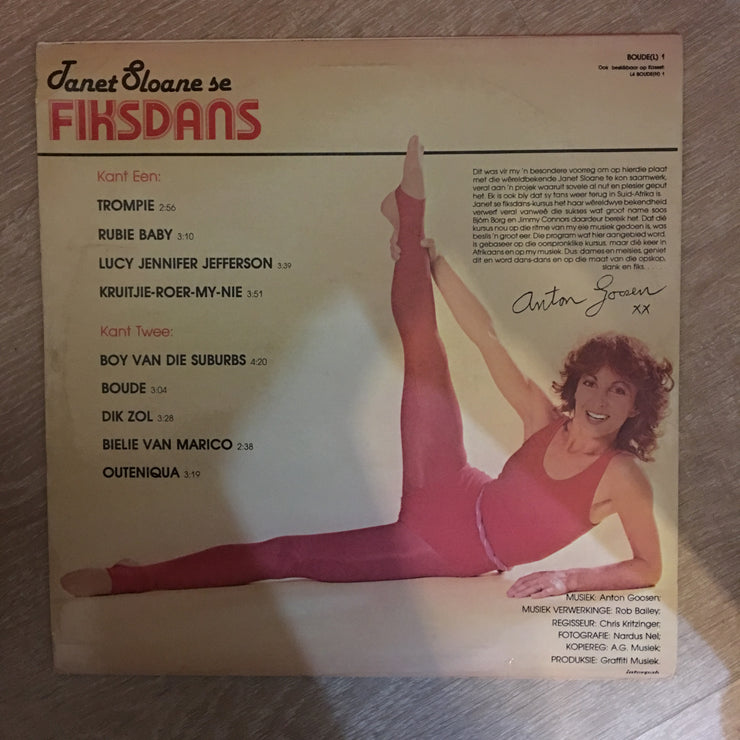 Janet Sloane se
FIKSDANS
BOUDE(L) 1
Ook beskikbaar op Kasset:
L4 BOUDE(R) 1
Kant Een:
TROMPIE 2:56
RUBIE BABY 3:10
LUCY JENNIFER JEFFERSON 3:39
KRUITJIE-ROER-MY-NIE 3:51
Kant Twee:
BOY VAN DIE SUBURBS 4:20
BOUDE 3:04
DIK ZOL 3:28
BIELIE VAN MARICO 2:38
OUTENIQUA 3:19
Dit was vir my 'n besondere voorreg om op hierdie plaat
met die wêreldbekende Janet Sloane te kon saamwerk,
veral aan 'n projek waaruit sovele al nut en plesier geput
het. Ek is ook bly dat sy tans weer terug in Suid-Afrika is.
Janet se fiksdans-kursus het haar wêreldwye bekendheid
verwerf veral vanweë die sukses wat groot name soos
Björn Borg en Jimmy Connors daardeur bereik het. Dat dié
kursus nou op die ritme van my eie musiek gedoen is, was
beslis 'n groot eer. Die program wat hier aangebied word,
is gebaseer op die oorspronklike kursus, maar dié keer in
Afrikaans en op my musiek. Dus: dames en meisies, geniet
dit en word dans-dans en op die maat van die opskop,
slank en fiks. . . . .
Anton Goosen
xx
MUSIEK: Anton Goosen;
MUSIEK VERWERKINGE: Rob Bailey;
REGISSEUR: Chris Kritzinger;
FOTOGRAFIE: Nardus Nel;
KOPIEREG: A.G. Musiek;
PRODUKSIE: Graffiti Musiek.
interpak